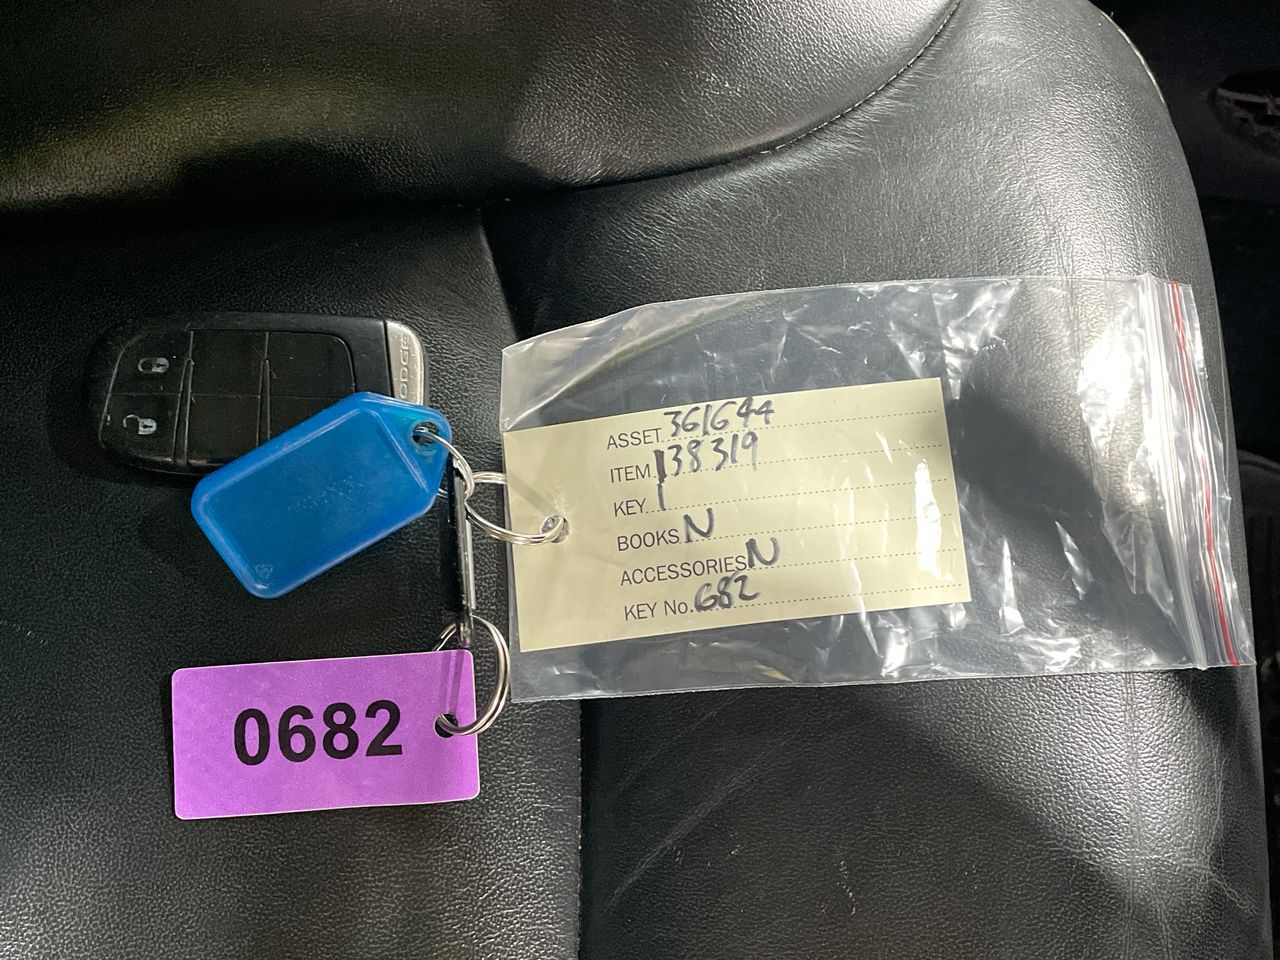 DODGE
ASSET 361644
ITEM 138319
KEY 1
BOOKS N
ACCESSORIES N
KEY No. 682
0682